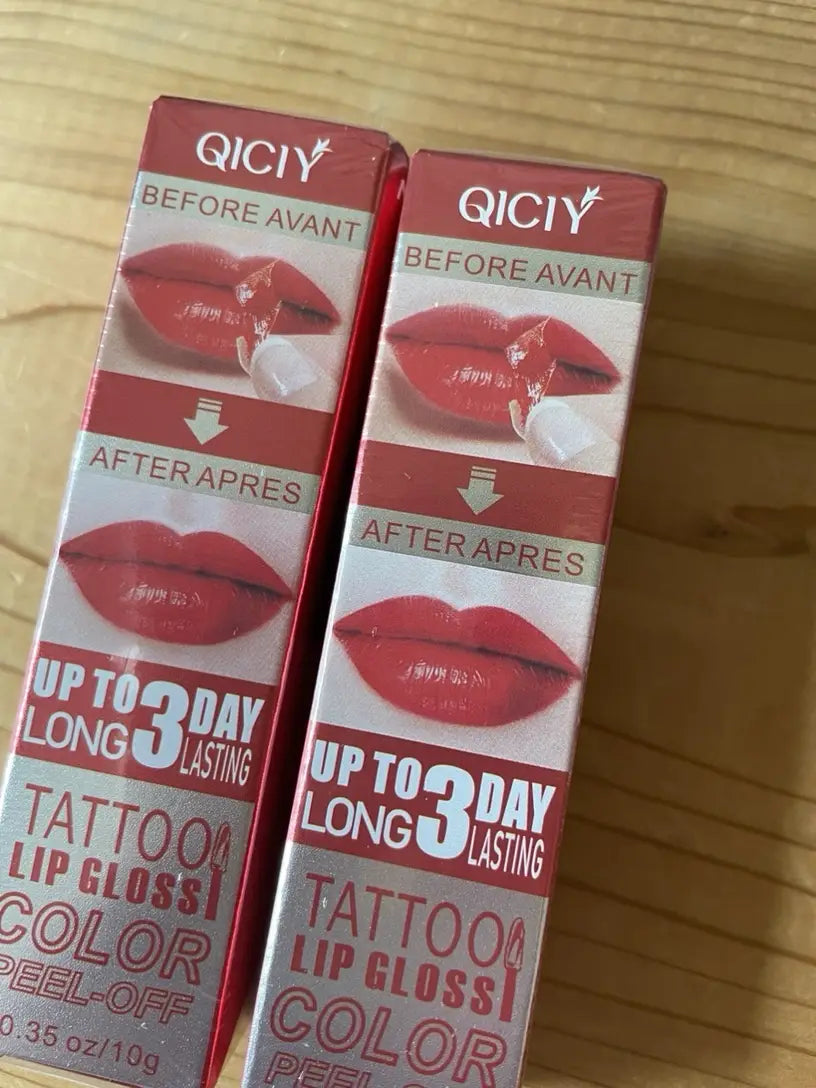 QICIY
BEFORE AVANT
AFTER APRES
UP TO 3 DAY
LONG LASTING
TATTOO
LIP GLOSS
COLOR
PEEL-OFF
0.35 oz/10g
QICIY
BEFORE AVANT
AFTER APRES
UP TO 3 DAY
LONG LASTING
TATTOO
LIP GLOSS
COLOR
PEEL-O